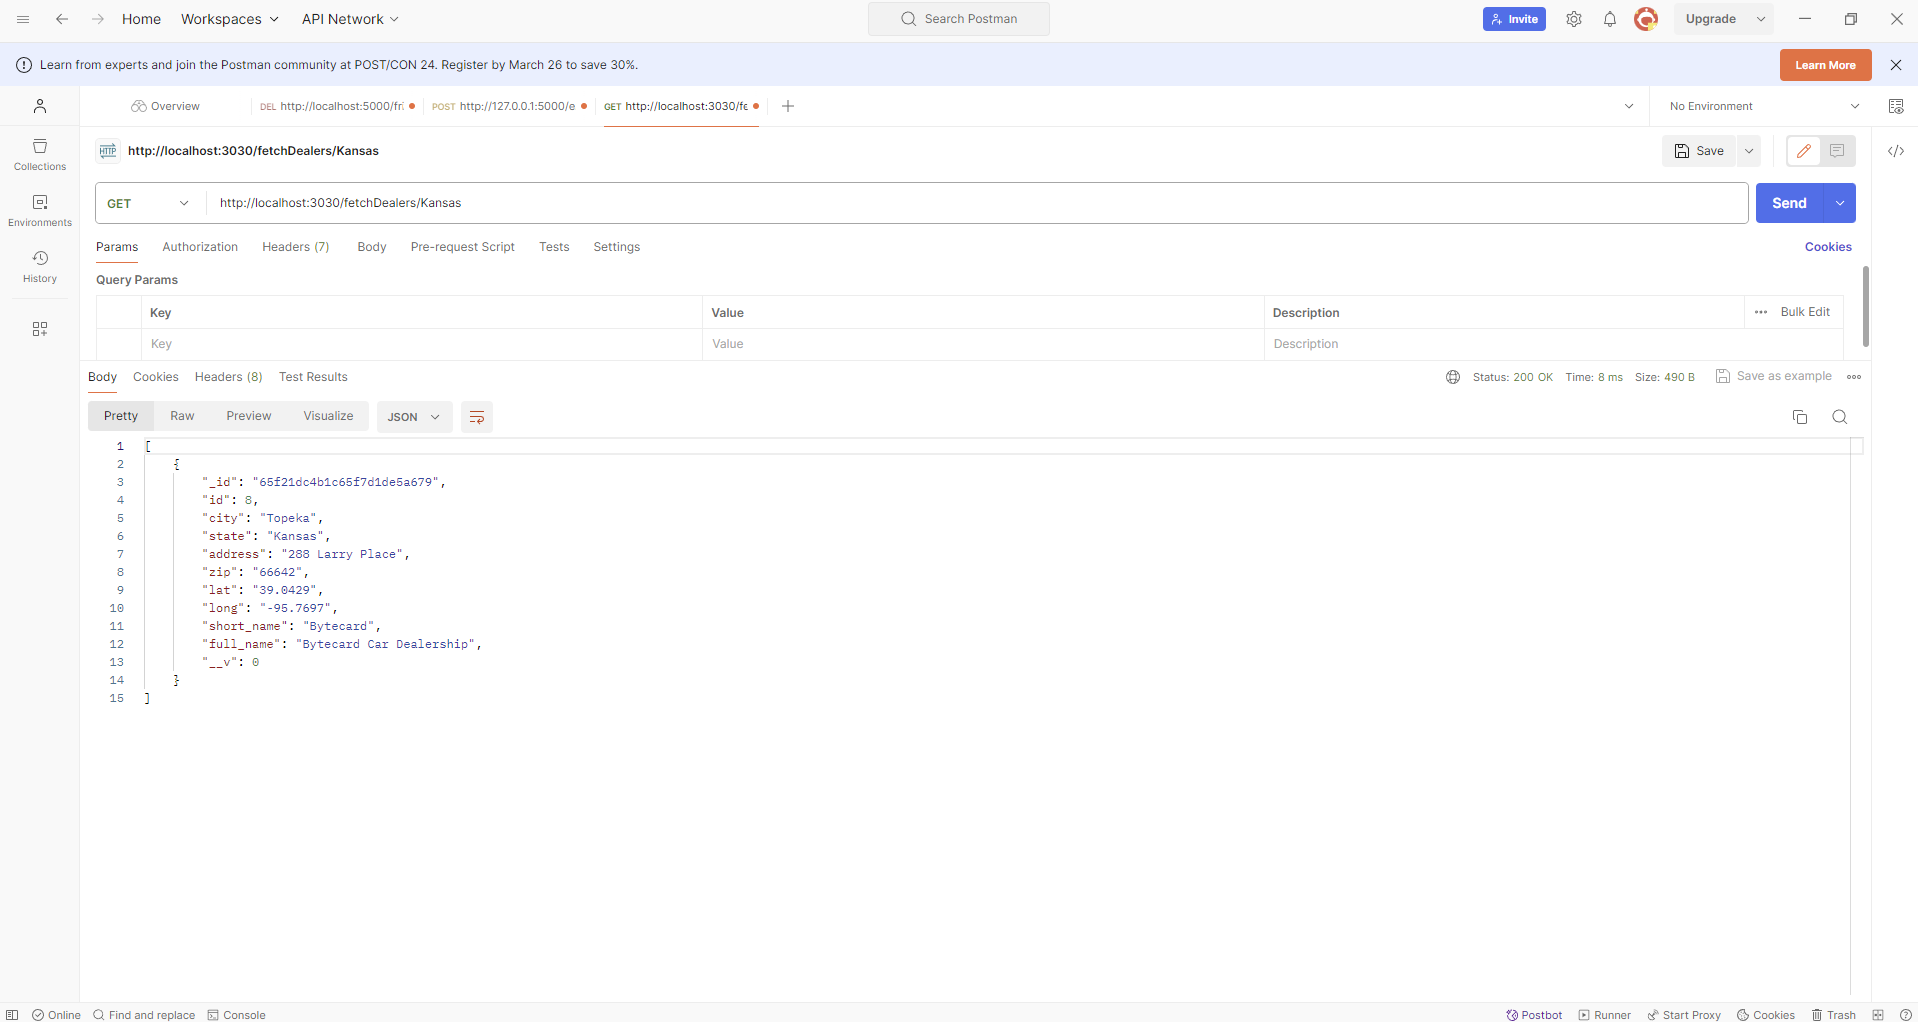 Home Workspaces API Network Search Postman Invite Upgrade
Learn from experts and join the Postman community at POST/CON 24. Register by March 26 to save 30%. Learn More
Overview DEL http://localhost:5000/fri POST http://127.0.0.1:5000/e GET http://localhost:3030/fe No Environment
HTTP http://localhost:3030/fetchDealers/Kansas Save
Collections
GET http://localhost:3030/fetchDealers/Kansas Send
Environments
Params Authorization Headers (7) Body Pre-request Script Tests Settings Cookies
History
Query Params
Key Value Description Bulk Edit
Key Value Description
Body Cookies Headers (8) Test Results Status: 200 OK Time: 8 ms Size: 490 B Save as example
Pretty Raw Preview Visualize JSON
1 [
2 {
3 "_id": "65f21dc4b1c65f7d1de5a679",
4 "id": 8,
5 "city": "Topeka",
6 "state": "Kansas",
7 "address": "288 Larry Place",
8 "zip": "66642",
9 "lat": "39.0429",
10 "long": "-95.7697",
11 "short_name": "Bytecard",
12 "full_name": "Bytecard Car Dealership",
13 "__v": 0
14 }
15 ]
Online Find and replace Console Postbot Runner Start Proxy Cookies Trash